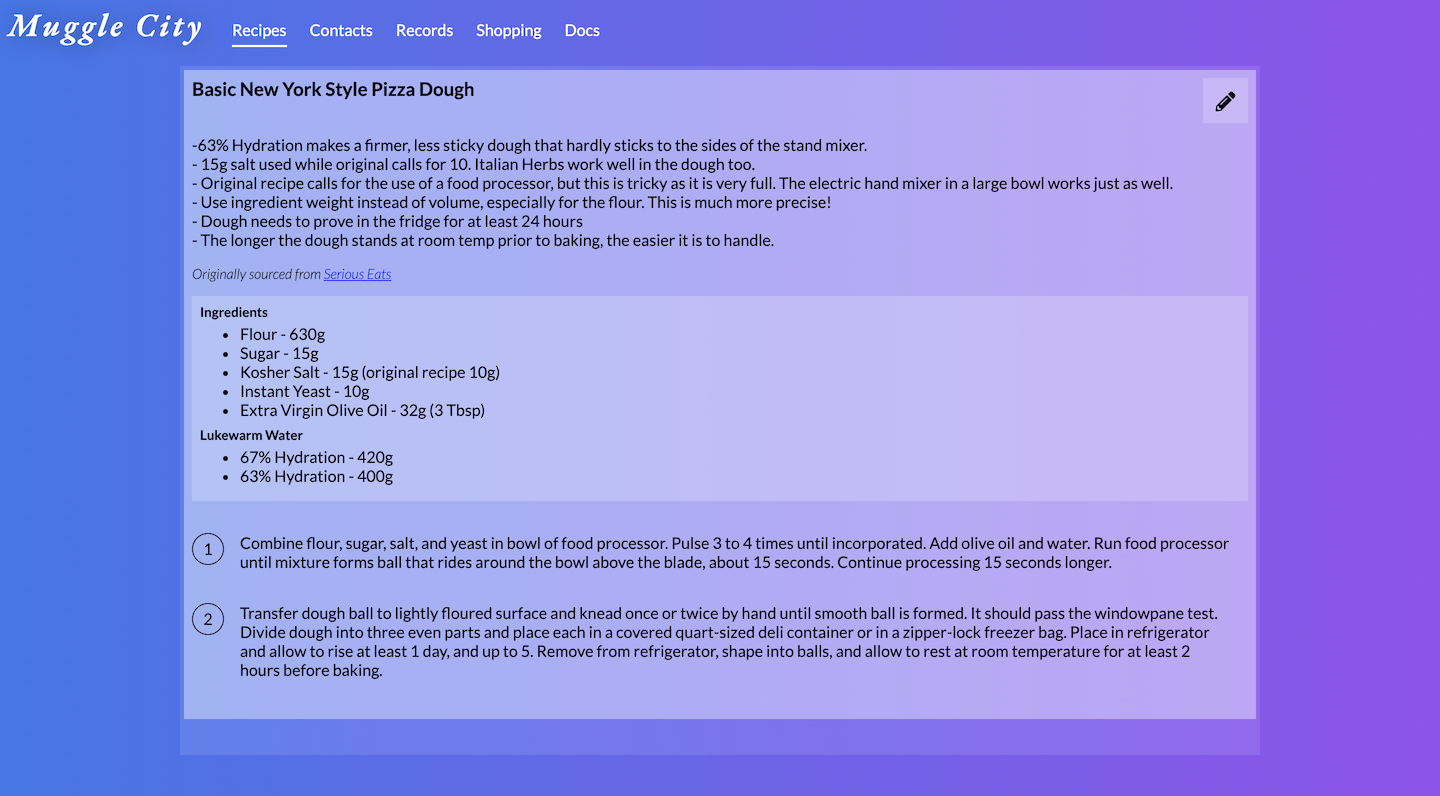 Muggle City
Recipes
Contacts
Records
Shopping
Docs
Basic New York Style Pizza Dough
-63% Hydration makes a firmer, less sticky dough that hardly sticks to the sides of the stand mixer.
- 15g salt used while original calls for 10. Italian Herbs work well in the dough too.
- Original recipe calls for the use of a food processor, but this is tricky as it is very full. The electric hand mixer in a large bowl works just as well.
- Use ingredient weight instead of volume, especially for the flour. This is much more precise!
- Dough needs to prove in the fridge for at least 24 hours
- The longer the dough stands at room temp prior to baking, the easier it is to handle.
Originally sourced from Serious Eats
Ingredients
• Flour - 630g
• Sugar - 15g
• Kosher Salt - 15g (original recipe 10g)
• Instant Yeast - 10g
• Extra Virgin Olive Oil - 32g (3 Tbsp)
Lukewarm Water
• 67% Hydration - 420g
• 63% Hydration - 400g
1
Combine flour, sugar, salt, and yeast in bowl of food processor. Pulse 3 to 4 times until incorporated. Add olive oil and water. Run food processor
until mixture forms ball that rides around the bowl above the blade, about 15 seconds. Continue processing 15 seconds longer.
2
Transfer dough ball to lightly floured surface and knead once or twice by hand until smooth ball is formed. It should pass the windowpane test.
Divide dough into three even parts and place each in a covered quart-sized deli container or in a zipper-lock freezer bag. Place in refrigerator
and allow to rise at least 1 day, and up to 5. Remove from refrigerator, shape into balls, and allow to rest at room temperature for at least 2
hours before baking.